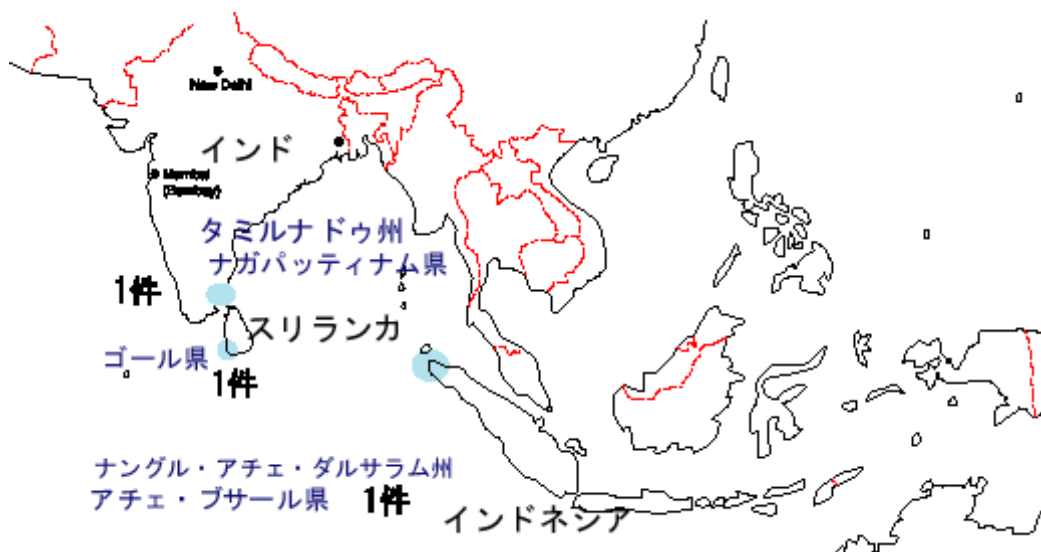 New Delhi
インド
Mumbai
(Bombay)
タミルナドゥ州
ナガパッティナム県
1件
スリランカ
ゴール県
1件
ナングル・アチェ・ダルサラム州
アチェ・ブサール県 1件
インドネシア